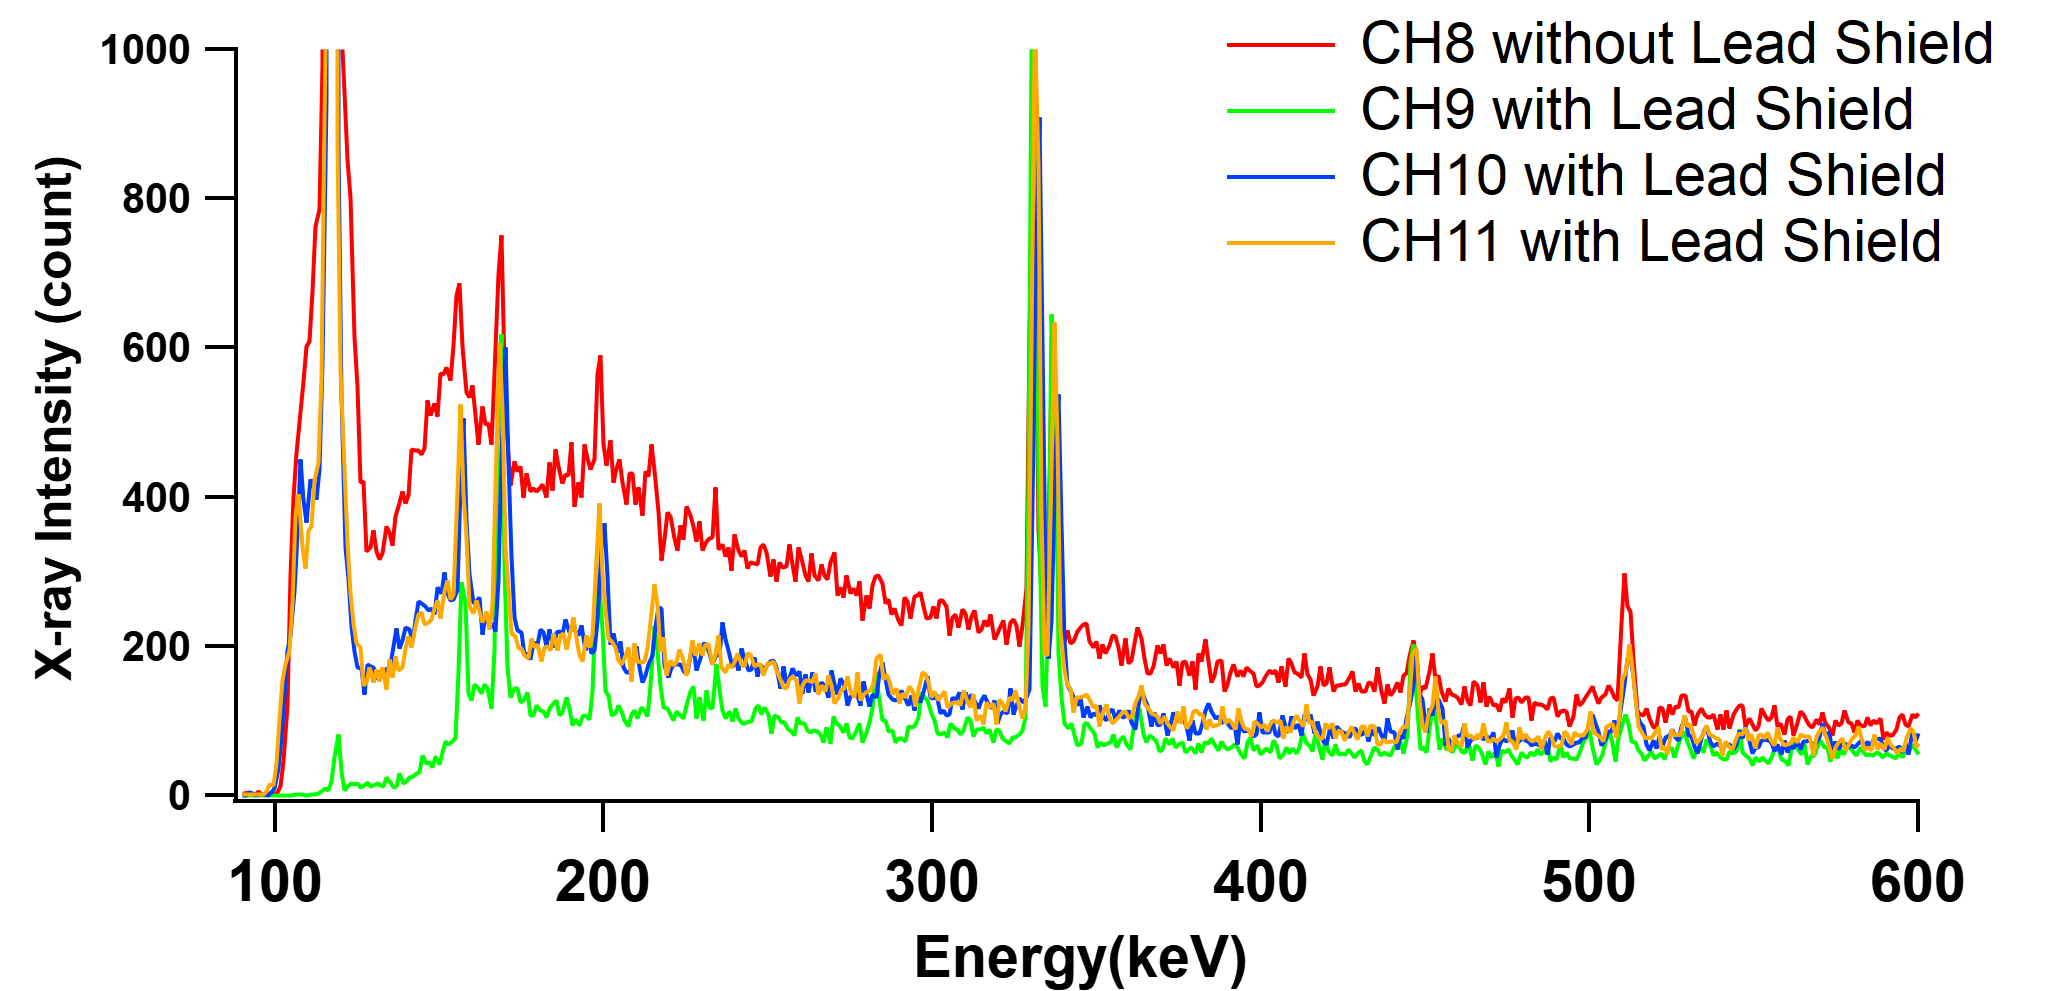 CH8 without Lead Shield
CH9 with Lead Shield
CH10 with Lead Shield
CH11 with Lead Shield
X-ray Intensity (count)
1000
800
600
400
200
0
100 200 300 400 500 600
Energy(keV)